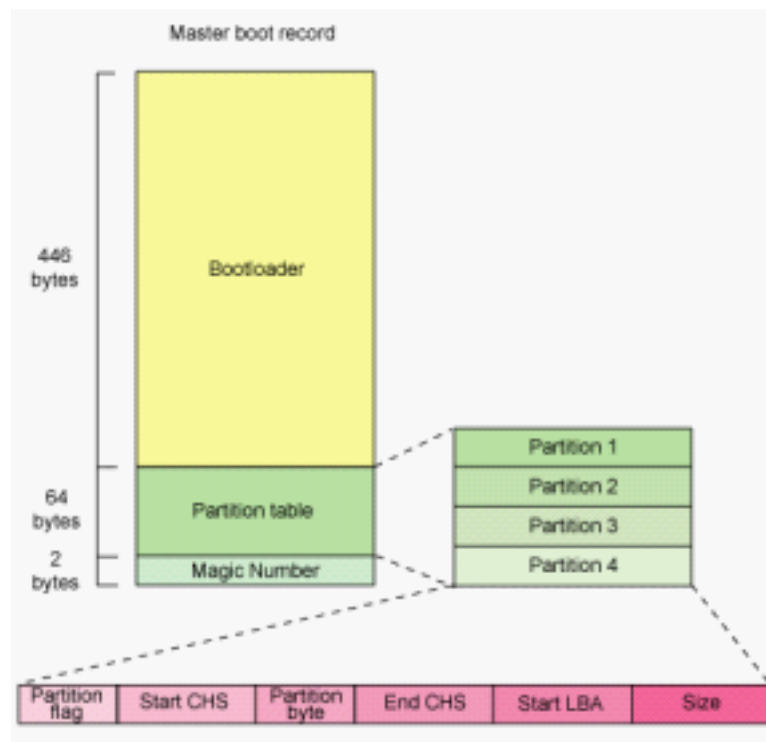 Master boot record
446
bytes
Bootloader
64
bytes
Partition table
2
bytes
Magic Number
Partition 1
Partition 2
Partition 3
Partition 4
Partition
flag
Start CHS
Partition
byte
End CHS
Start LBA
Size